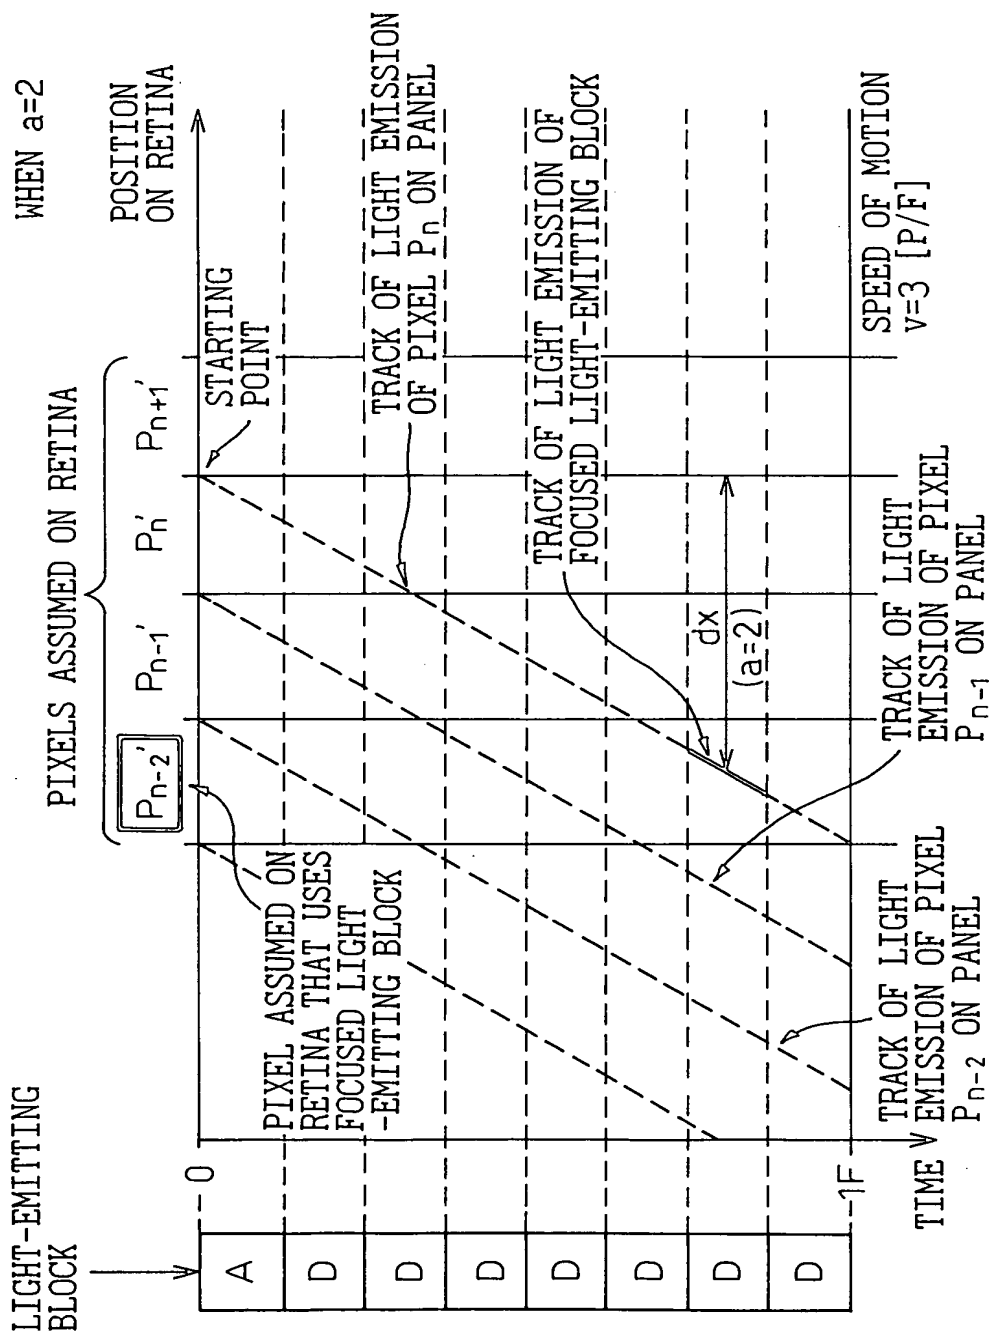 WHEN a=2
LIGHT-EMITTING
BLOCK
PIXELS ASSUMED ON RETINA
Pn-2'
Pn-1'
Pn'
Pn+1'
POSITION
ON RETINA
STARTING
POINT
0
A
D
D
D
D
D
D
D
PIXEL ASSUMED ON
RETINA THAT USES
FOCUSED LIGHT
-EMITTING BLOCK
TRACK OF LIGHT EMISSION
OF PIXEL Pn ON PANEL
TRACK OF LIGHT EMISSION OF
FOCUSED LIGHT-EMITTING BLOCK
dx
(a=2)
1F
TIME
TRACK OF LIGHT
EMISSION OF PIXEL
Pn-2 ON PANEL
TRACK OF LIGHT
EMISSION OF PIXEL
Pn-1 ON PANEL
SPEED OF MOTION
V=3 [P/F]